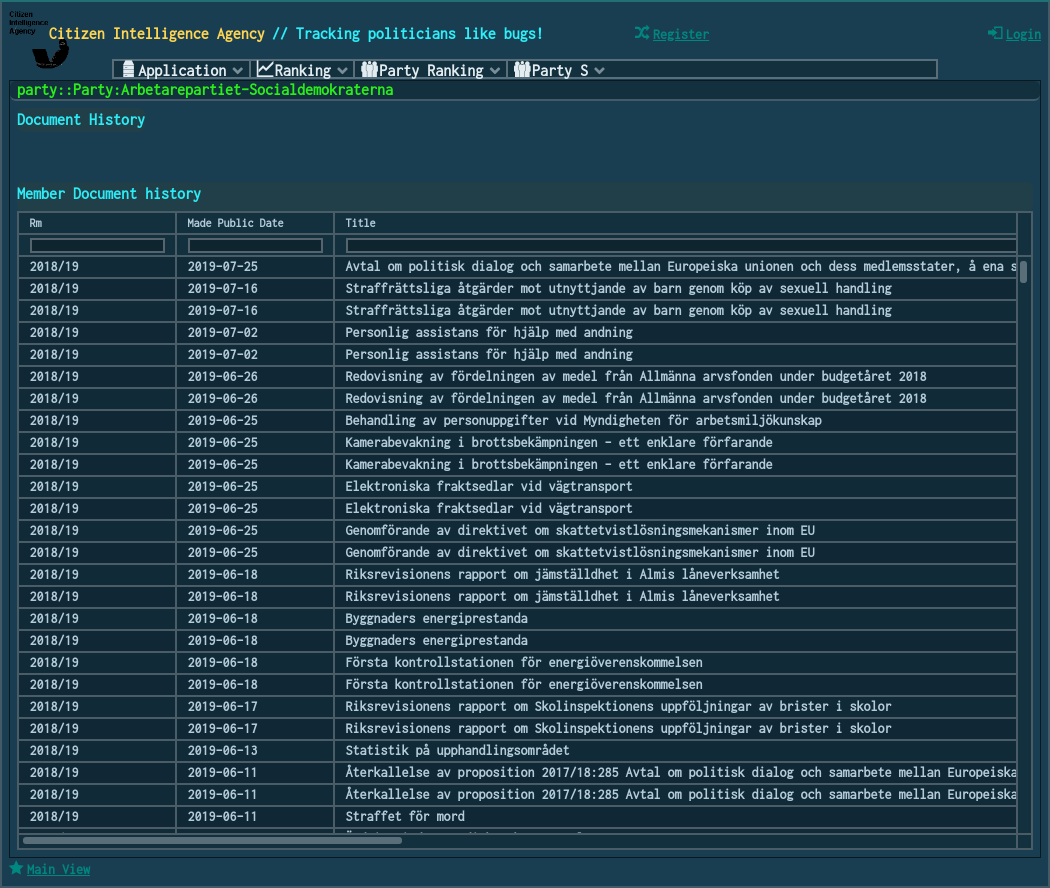 Citizen
Intelligence
Agency
Citizen Intelligence Agency // Tracking politicians like bugs!
Register
Login
Application
Ranking
Party Ranking
Party S
party::Party:Arbetarepartiet-Socialdemokraterna
Document History
Member Document history
Rm Made Public Date Title
2018/19 2019-07-25 Avtal om politisk dialog och samarbete mellan Europeiska unionen och dess medlemsstater, å ena s
2018/19 2019-07-16 Straffrättsliga åtgärder mot utnyttjande av barn genom köp av sexuell handling
2018/19 2019-07-16 Straffrättsliga åtgärder mot utnyttjande av barn genom köp av sexuell handling
2018/19 2019-07-02 Personlig assistans för hjälp med andning
2018/19 2019-07-02 Personlig assistans för hjälp med andning
2018/19 2019-06-26 Redovisning av fördelningen av medel från Allmänna arvsfonden under budgetåret 2018
2018/19 2019-06-26 Redovisning av fördelningen av medel från Allmänna arvsfonden under budgetåret 2018
2018/19 2019-06-25 Behandling av personuppgifter vid Myndigheten för arbetsmiljökunskap
2018/19 2019-06-25 Kamerabevakning i brottsbekämpningen – ett enklare förfarande
2018/19 2019-06-25 Kamerabevakning i brottsbekämpningen – ett enklare förfarande
2018/19 2019-06-25 Elektroniska fraktsedlar vid vägtransport
2018/19 2019-06-25 Elektroniska fraktsedlar vid vägtransport
2018/19 2019-06-25 Genomförande av direktivet om skattetvistlösningsmekanismer inom EU
2018/19 2019-06-25 Genomförande av direktivet om skattetvistlösningsmekanismer inom EU
2018/19 2019-06-18 Riksrevisionens rapport om jämställdhet i Almis låneverksamhet
2018/19 2019-06-18 Riksrevisionens rapport om jämställdhet i Almis låneverksamhet
2018/19 2019-06-18 Byggnaders energiprestanda
2018/19 2019-06-18 Byggnaders energiprestanda
2018/19 2019-06-18 Första kontrollstationen för energiöverenskommelsen
2018/19 2019-06-18 Första kontrollstationen för energiöverenskommelsen
2018/19 2019-06-17 Riksrevisionens rapport om Skolinspektionens uppföljningar av brister i skolor
2018/19 2019-06-17 Riksrevisionens rapport om Skolinspektionens uppföljningar av brister i skolor
2018/19 2019-06-13 Statistik på upphandlingsområdet
2018/19 2019-06-11 Återkallelse av proposition 2017/18:285 Avtal om politisk dialog och samarbete mellan Europeiska
2018/19 2019-06-11 Återkallelse av proposition 2017/18:285 Avtal om politisk dialog och samarbete mellan Europeiska
2018/19 2019-06-11 Straffet för mord
Main View